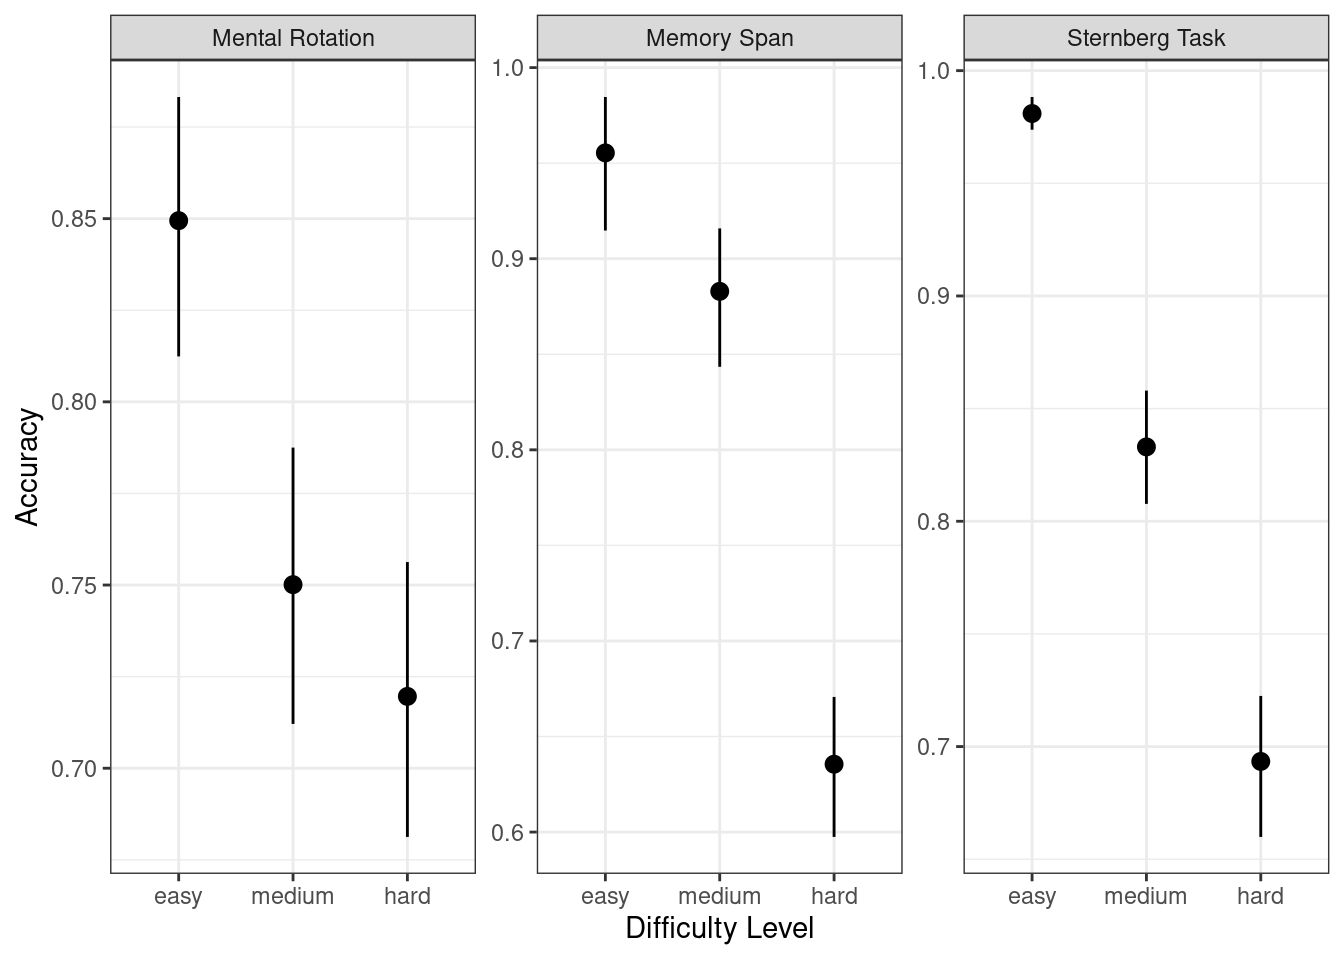 Mental Rotation
Memory Span
Sternberg Task
Accuracy
0.85
0.80
0.75
0.70
1.0
0.9
0.8
0.7
0.6
1.0
0.9
0.8
0.7
easy medium hard
easy medium hard
easy medium hard
Difficulty Level